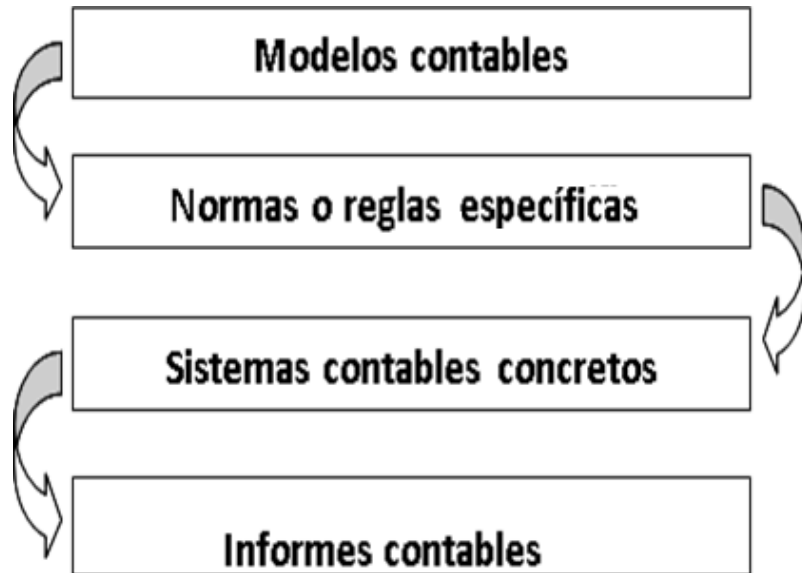 Modelos contables
Normas o reglas específicas
Sistemas contables concretos
Informes contables